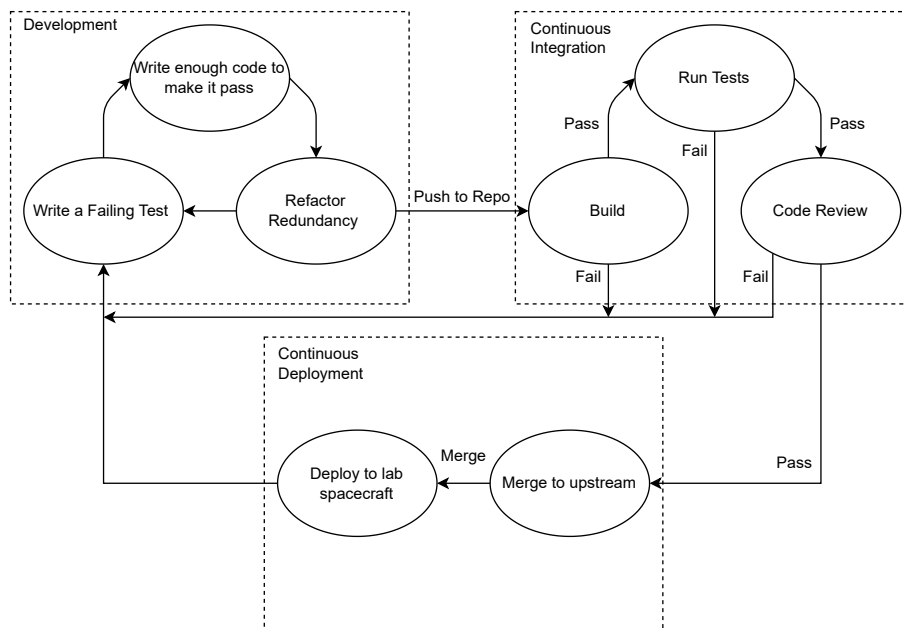 Development
Write enough code to
make it pass
Write a Failing Test
Refactor
Redundancy
Push to Repo
Continuous
Integration
Run Tests
Pass
Pass
Fail
Build
Code Review
Fail
Fail
Continuous
Deployment
Deploy to lab
spacecraft
Merge
Merge to upstream
Pass